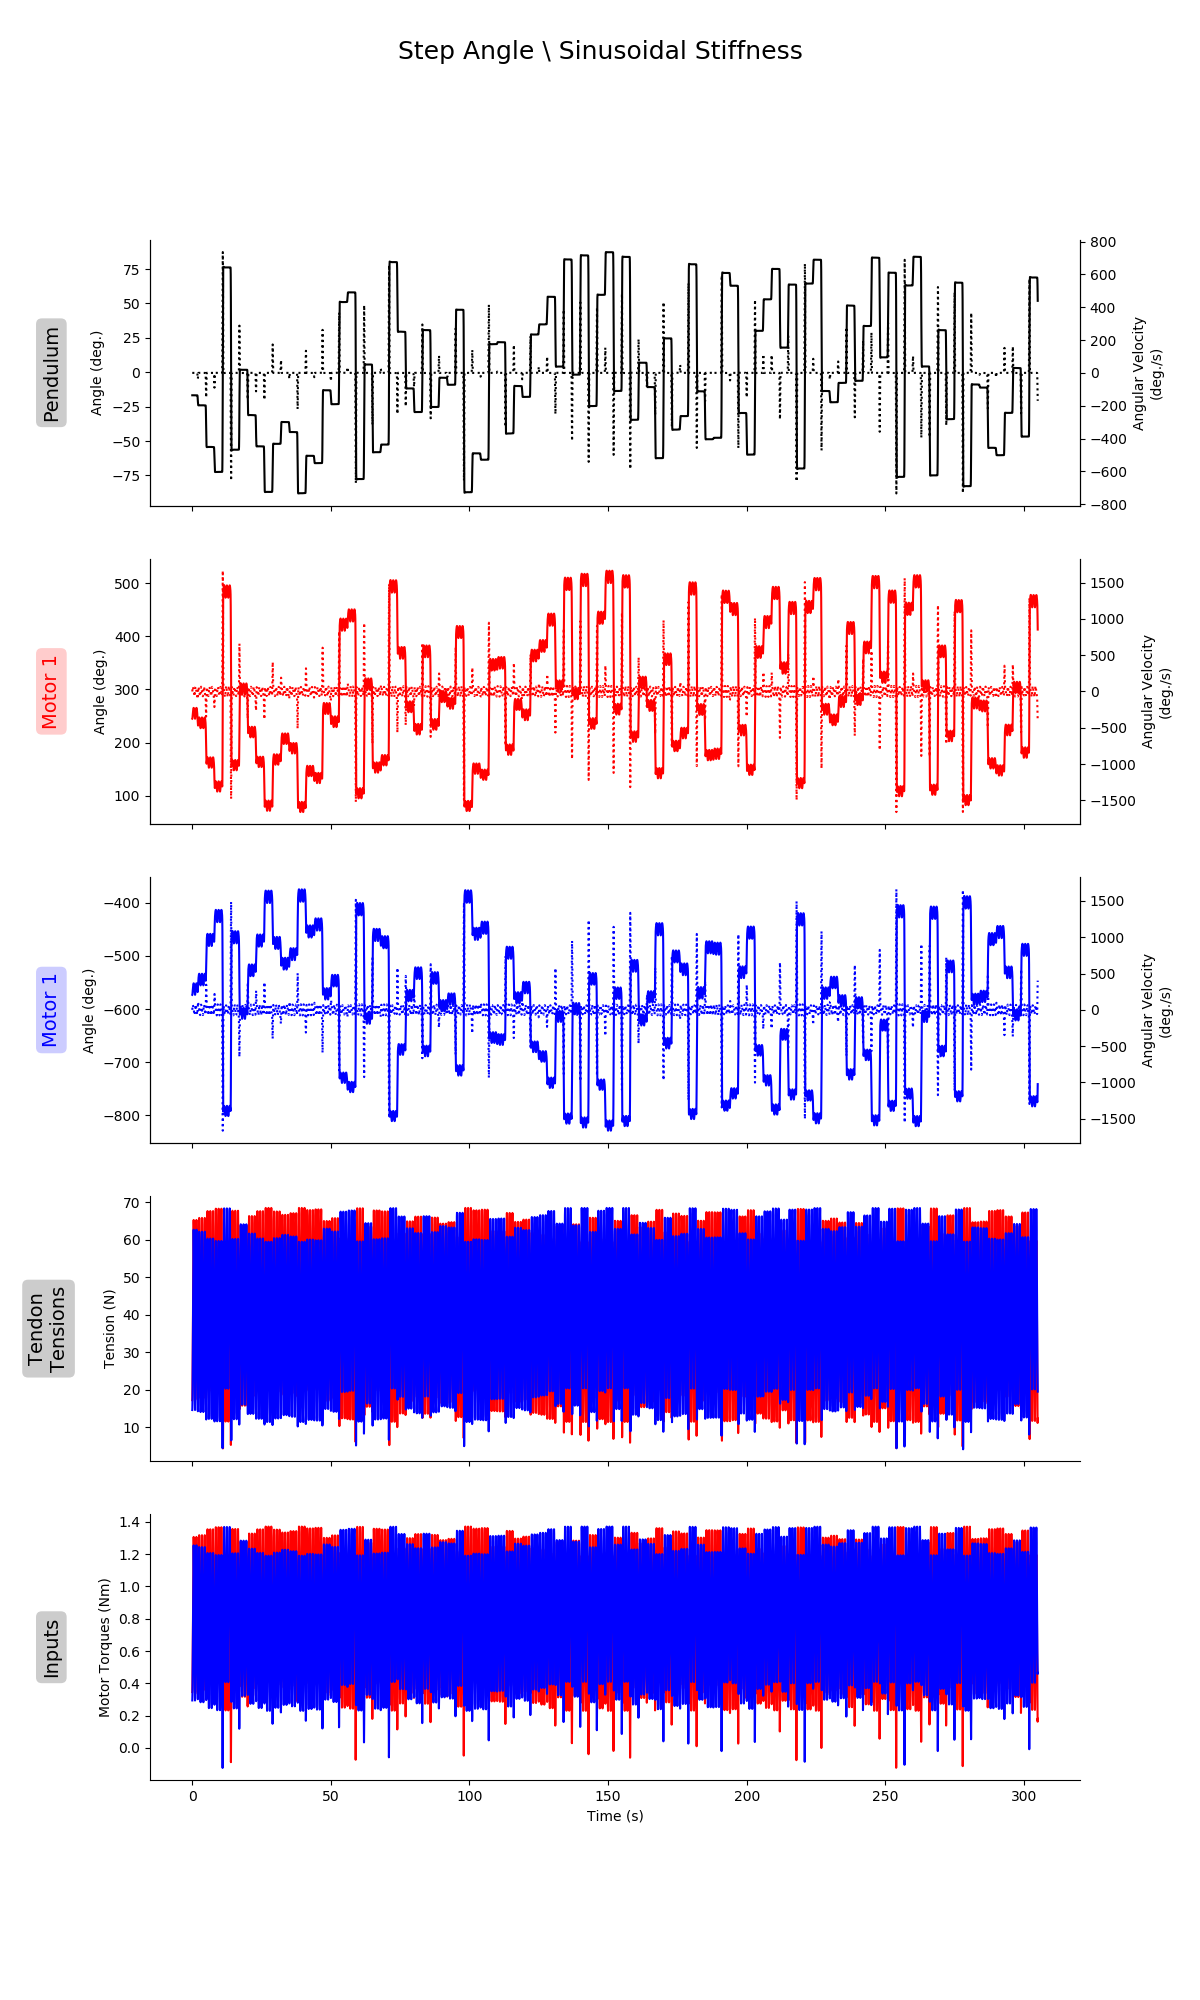 Step Angle \ Sinusoidal Stiffness
Pendulum
Angle (deg.)
75
50
25
0
−25
−50
−75
800
600
400
200
0
−200
−400
−600
−800
Angular Velocity
(deg./s)
Motor 1
Angle (deg.)
500
400
300
200
100
1500
1000
500
0
−500
−1000
−1500
Angular Velocity
(deg./s)
Motor 1
Angle (deg.)
−400
−500
−600
−700
−800
1500
1000
500
0
−500
−1000
−1500
Angular Velocity
(deg./s)
Tendon
Tensions
Tension (N)
70
60
50
40
30
20
10
Inputs
Motor Torques (Nm)
1.4
1.2
1.0
0.8
0.6
0.4
0.2
0.0
0 50 100 150 200 250 300
Time (s)